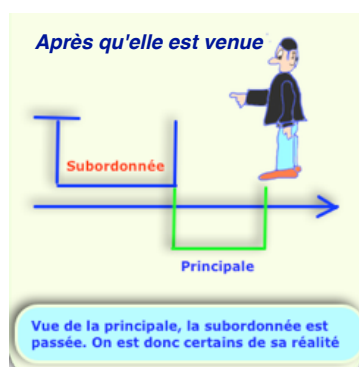 Après qu'elle est venue
Subordonnée
Principale
Vue de la principale, la subordonnée est
passée. On est donc certains de sa réalité